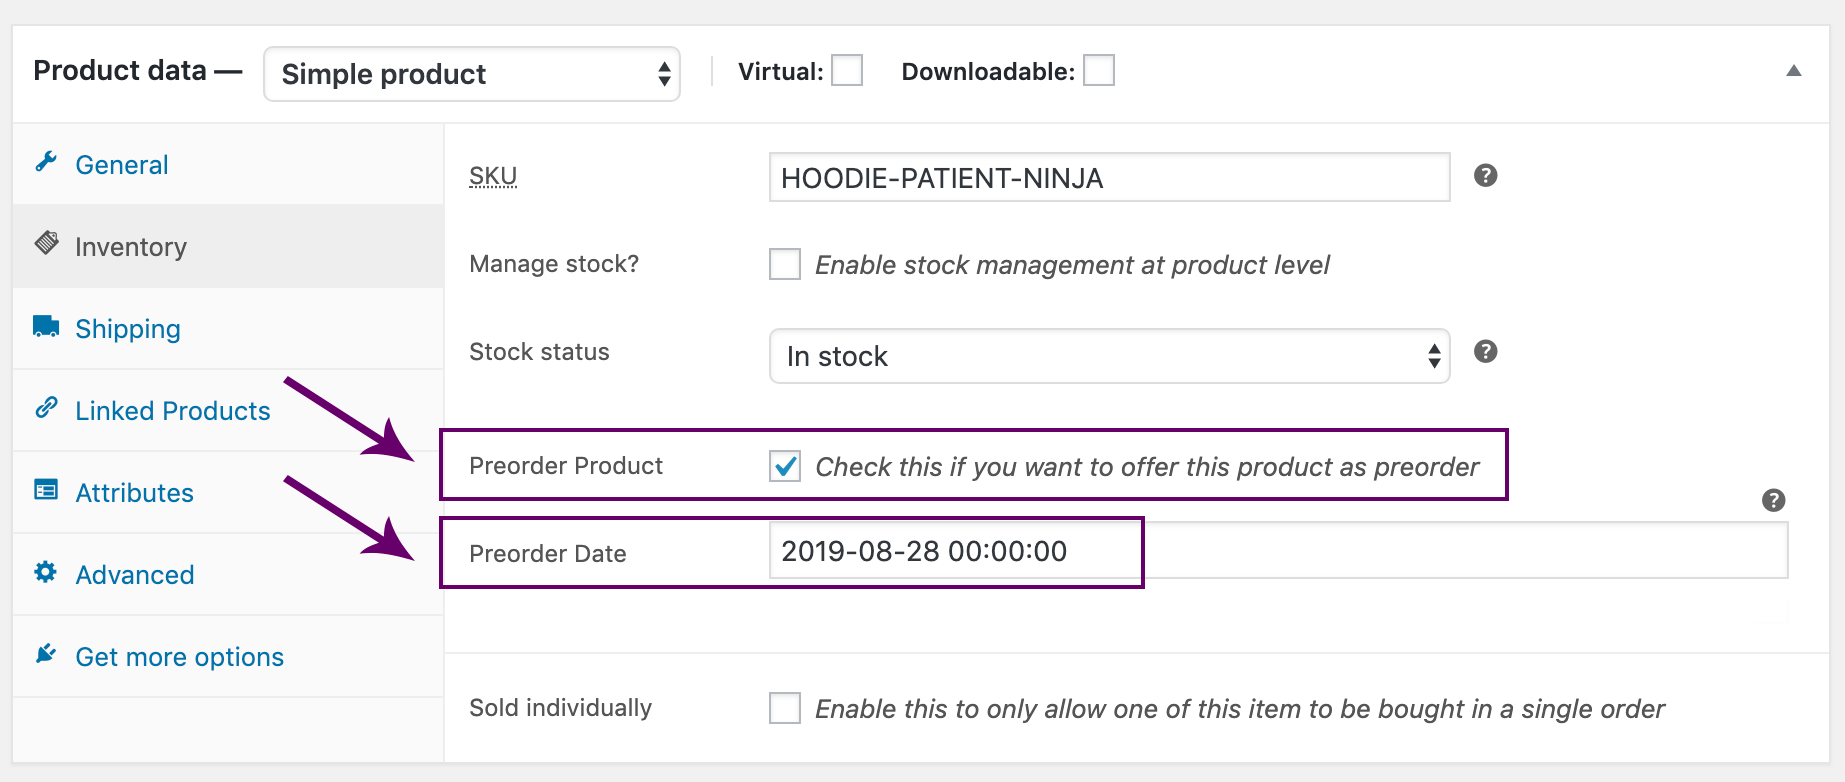 Product data — Simple product Virtual: Downloadable:
General
Inventory
Shipping
Linked Products
Attributes
Advanced
Get more options
SKU HOODIE-PATIENT-NINJA ?
Manage stock? Enable stock management at product level
Stock status In stock ?
Preorder Product Check this if you want to offer this product as preorder
?
Preorder Date 2019-08-28 00:00:00
Sold individually Enable this to only allow one of this item to be bought in a single order